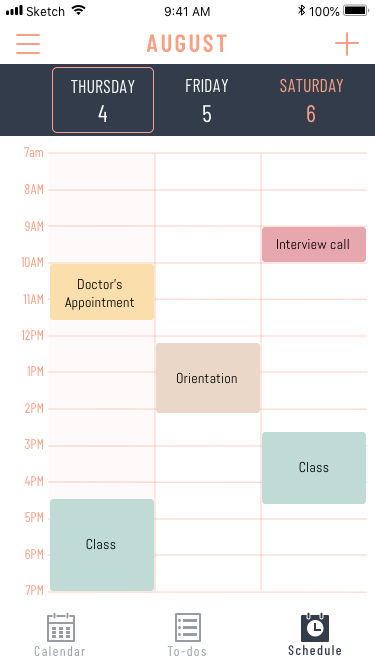 Sketch 9:41 AM 100%
AUGUST
THURSDAY FRIDAY SATURDAY
4 5 6
7am
8AM
9AM
Interview call
10AM
Doctor's
Appointment
11AM
12PM
1PM
Orientation
2PM
3PM
Class
4PM
5PM
Class
6PM
7PM
Calendar To-dos Schedule